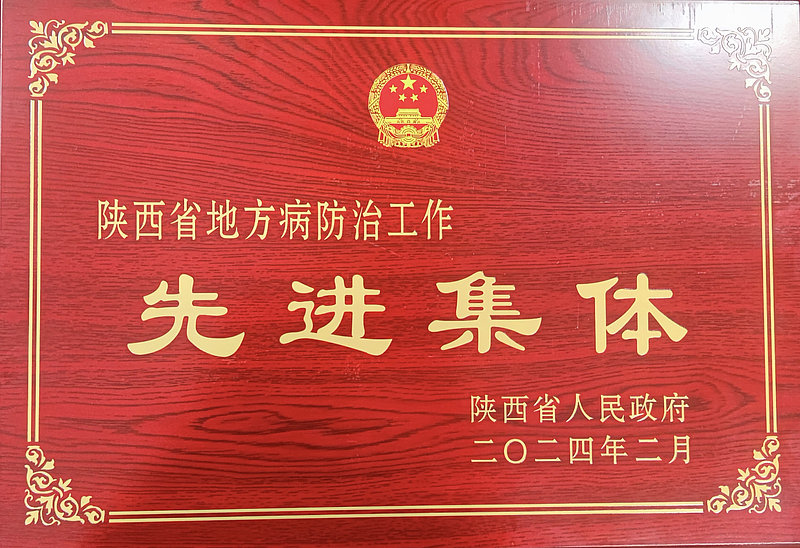 陕西省地方病防治工作
先进集体
陕西省人民政府
二〇二四年二月